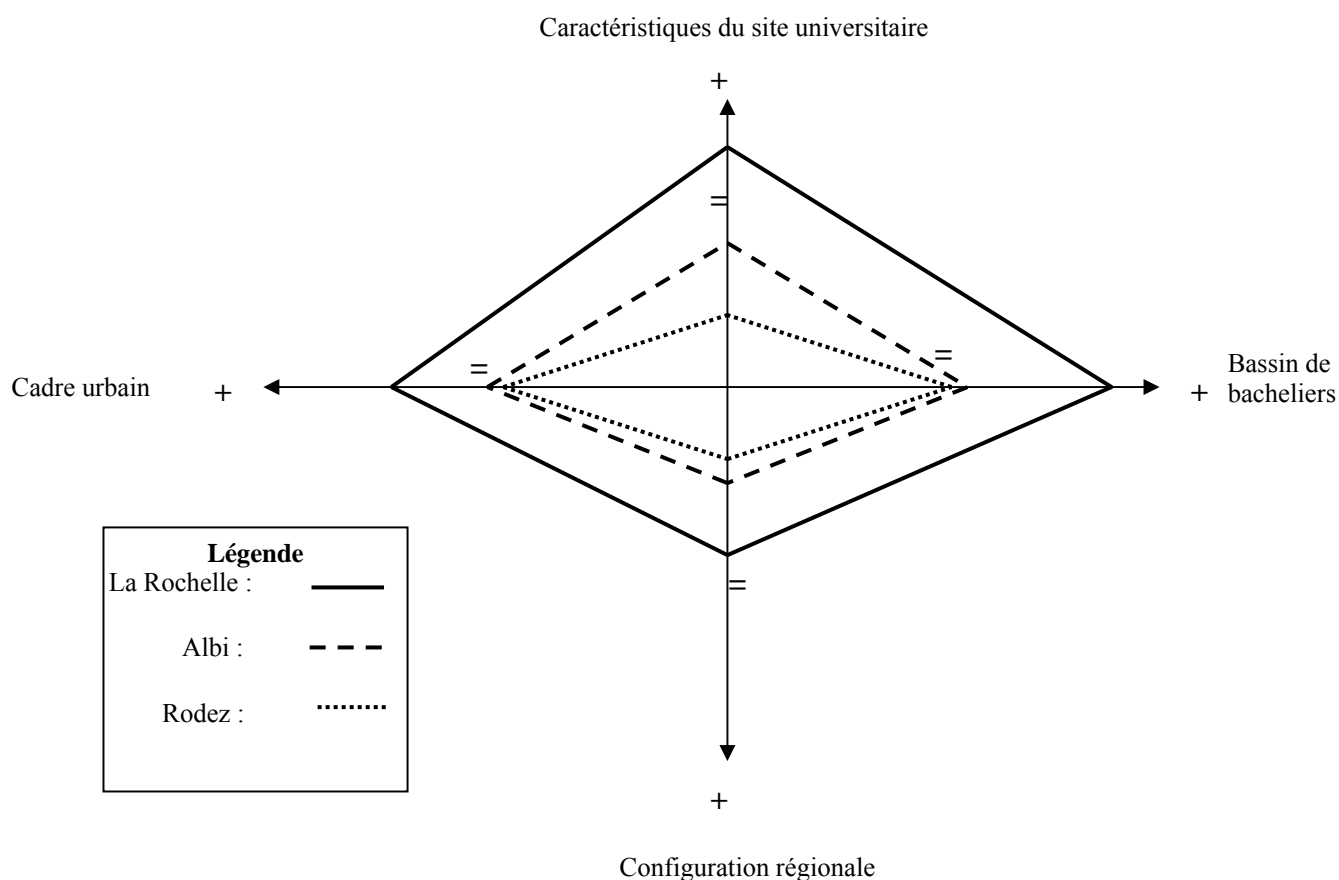 Caractéristiques du site universitaire
+
=
=
=
Cadre urbain
+
+
Bassin de
bacheliers
Légende
La Rochelle :
=
Albi :
Rodez :
+
Configuration régionale